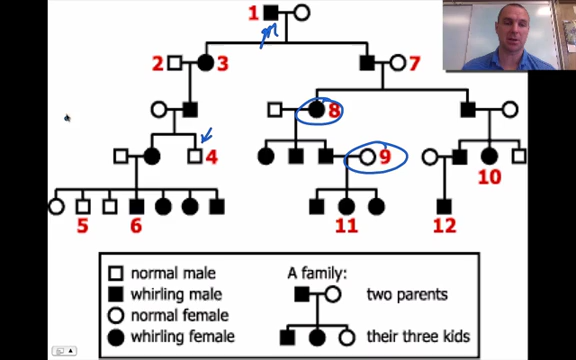 1
m
2 3 7
8
4 9
10
5 6 11 12
normal male
whirling male
normal female
whirling female
A family:
two parents
their three kids